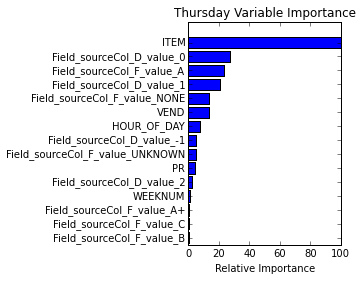 Thursday Variable Importance
ITEM
Field_sourceCol_D_value_0
Field_sourceCol_F_value_A
Field_sourceCol_D_value_1
Field_sourceCol_F_value_NONE
VEND
HOUR_OF_DAY
Field_sourceCol_D_value_-1
Field_sourceCol_F_value_UNKNOWN
PR
Field_sourceCol_D_value_2
WEEKNUM
Field_sourceCol_F_value_A+
Field_sourceCol_F_value_C
Field_sourceCol_F_value_B
0 20 40 60 80 100
Relative Importance